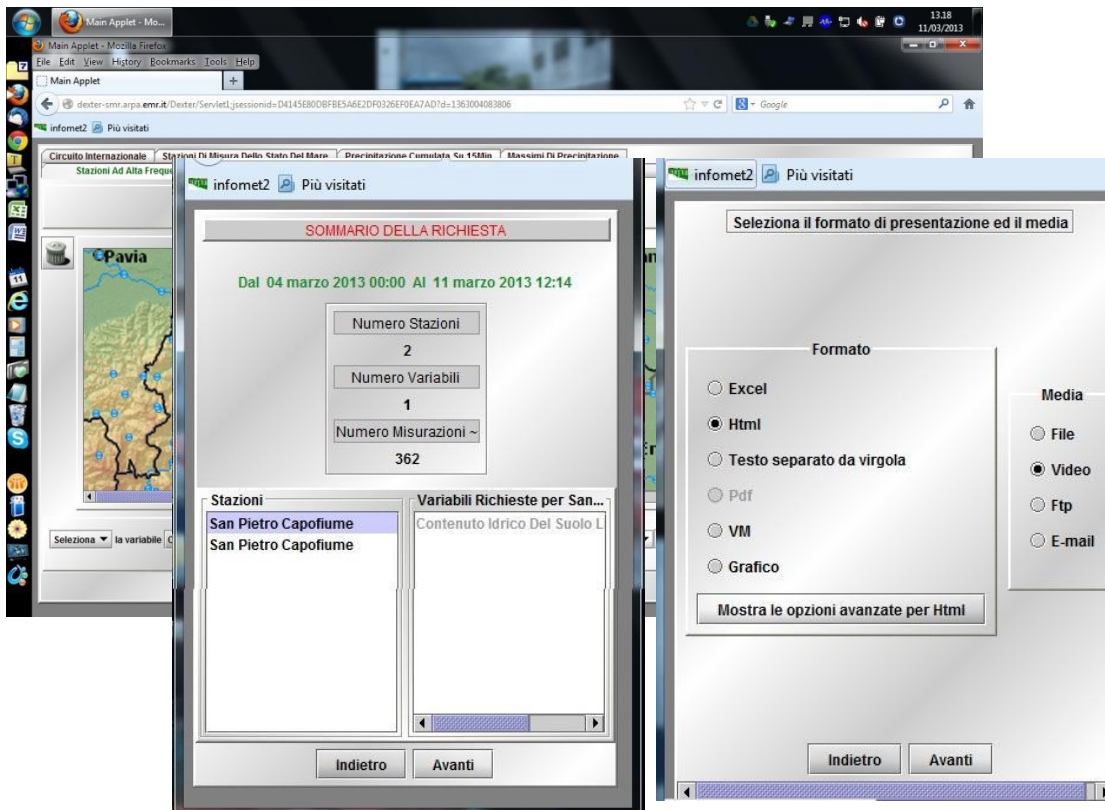 Main Applet - Mo...
13.18
11/03/2013
Main Applet - Mozilla Firefox
File Edit View History Bookmarks Tools Help
Main Applet
+
dexter-smr.arpa.emr.it/Dexter/Servlet1;jsessionid=D4145E80DBFBE5A6E2DF0326EF0EA7AD?d=1363004083806
Google
infomet2 Più visitati
Circuito Internazionale Stazioni Di Misura Dello Stato Del Mare Precipitazione Cumulata Su 15Min Massimi Di Precipitazione
Stazioni Ad Alta Freque
Pavia
Seleziona la variabile
infomet2 Più visitati
SOMMARIO DELLA RICHIESTA
Dal 04 marzo 2013 00:00 Al 11 marzo 2013 12:14
Numero Stazioni
2
Numero Variabili
1
Numero Misurazioni ~
362
Stazioni
San Pietro Capofiume
San Pietro Capofiume
Variabili Richieste per San...
Contenuto Idrico Del Suolo L
Indietro Avanti
infomet2 Più visitati
Seleziona il formato di presentazione ed il media
Formato
Excel
Html
Testo separato da virgola
Pdf
VM
Grafico
Mostra le opzioni avanzate per Html
Media
File
Video
Ftp
E-mail
Indietro Avanti